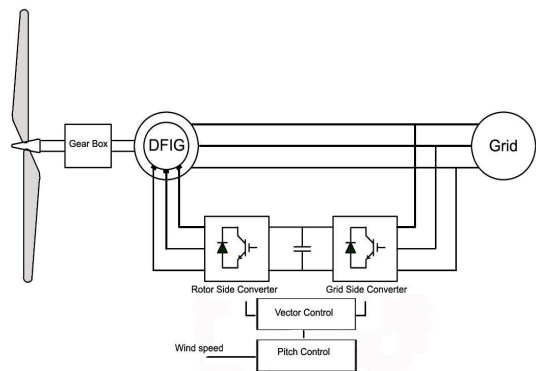 Gear Box
DFIG
Grid
Rotor Side Converter
Grid Side Converter
Vector Control
Wind speed
Pitch Control